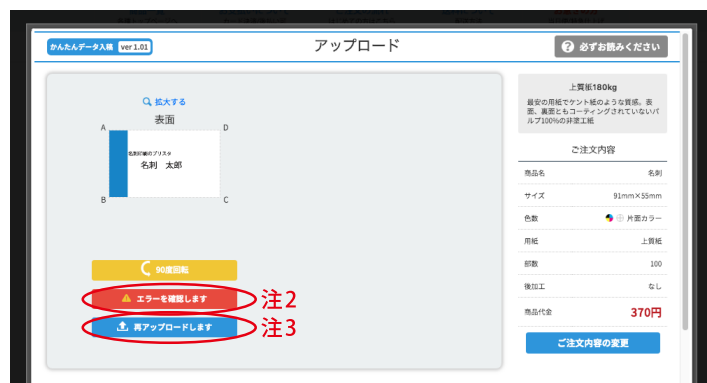 かんたんデータ入稿 ver 1.01
アップロード
? 必ずお読みください
拡大する
表面
A
D
名刺印刷のプリスタ
名刺 太郎
B
C
90度回転
エラーを確認します
注2
再アップロードします
注3
上質紙180kg
最安の用紙でケント紙のような質感。表
面、裏面ともコーティングされていないパ
ルプ100%の非塗工紙
ご注文内容
商品名 名刺
サイズ 91mm×55mm
色数 片面カラー
用紙 上質紙
部数 100
後加工 なし
商品代金 370円
ご注文内容の変更